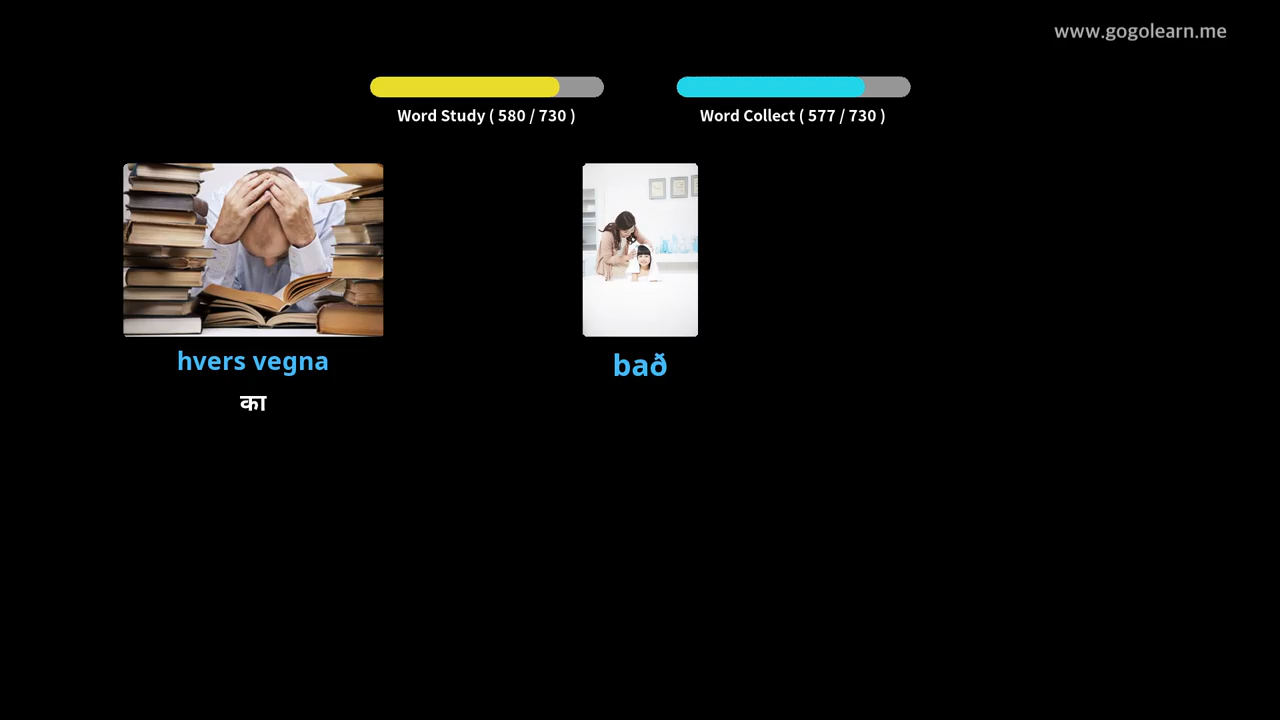 www.gogolearn.me
Word Study ( 580 / 730 )
Word Collect ( 577 / 730 )
hvers vegna
bað
का